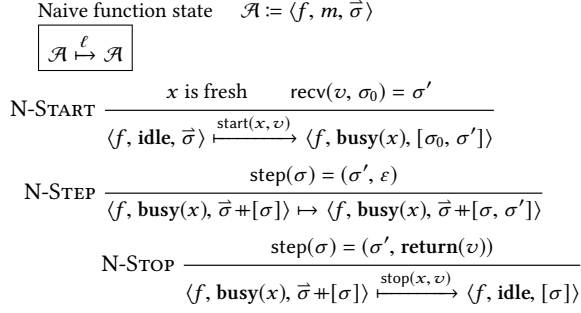 Naive function state 𝒜 ≔ ⟨f, m, σ⃗⟩
𝒜 ↦ℓ 𝒜
x is fresh recv(v, σ₀) = σ′
N-Start
⟨f, idle, σ⃗⟩ ↦start(x, v) ⟨f, busy(x), [σ₀, σ′]⟩
step(σ) = (σ′, ε)
N-Step
⟨f, busy(x), σ⃗⧺[σ]⟩ ↦ ⟨f, busy(x), σ⃗⧺[σ, σ′]⟩
step(σ) = (σ′, return(v))
N-Stop
⟨f, busy(x), σ⃗⧺[σ]⟩ ↦stop(x, v) ⟨f, idle, [σ]⟩